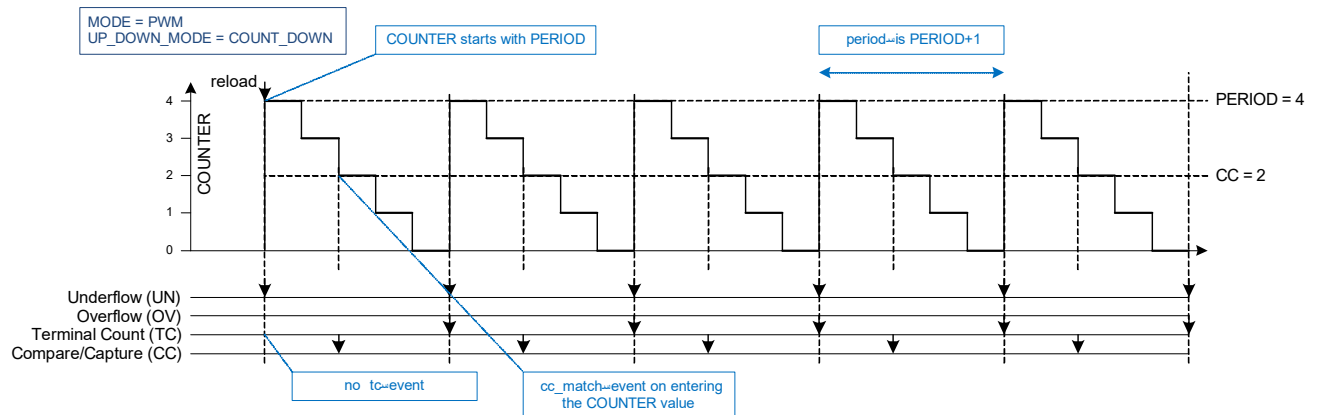 MODE = PWM
UP_DOWN_MODE = COUNT_DOWN
COUNTER starts with PERIOD
period is PERIOD+1
reload
4
3
2
1
0
COUNTER
PERIOD = 4
CC = 2
Underflow (UN)
Overflow (OV)
Terminal Count (TC)
Compare/Capture (CC)
no tc event
cc_match event on entering
the COUNTER value